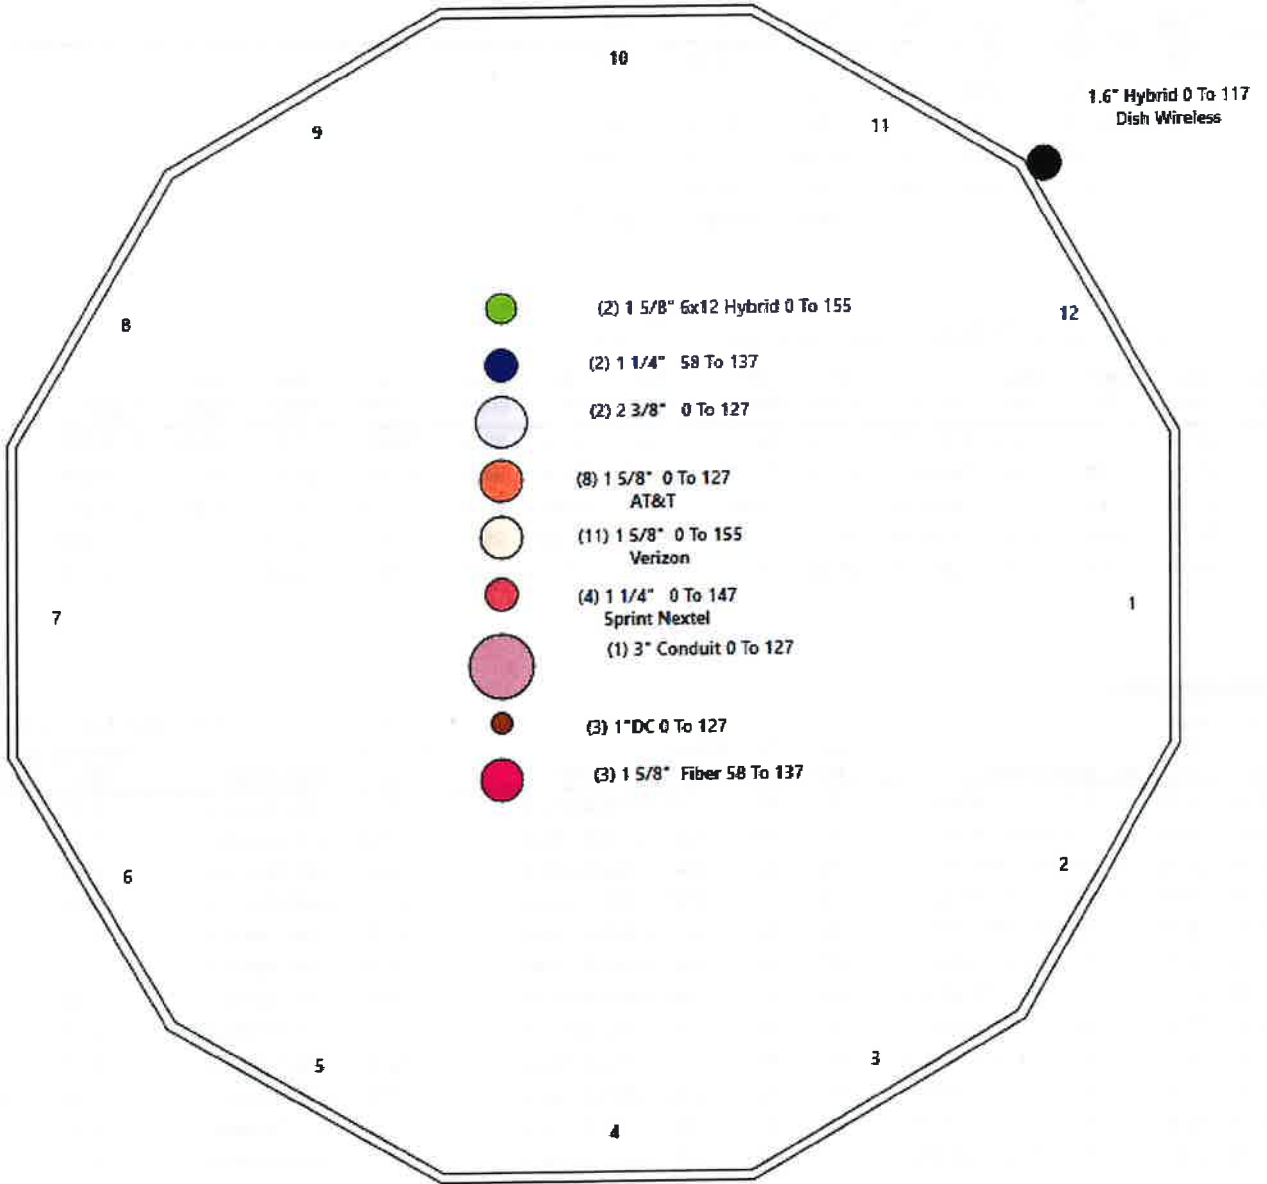 10
1.6" Hybrid 0 To 117
Dish Wireless
11
9
(2) 1 5/8" 6x12 Hybrid 0 To 155
12
8
(2) 1 1/4" 58 To 137
(2) 2 3/8" 0 To 127
(8) 1 5/8" 0 To 127
AT&T
(11) 1 5/8" 0 To 155
Verizon
(4) 1 1/4" 0 To 147
Sprint Nextel
1
7
(1) 3" Conduit 0 To 127
(3) 1"DC 0 To 127
(3) 1 5/8" Fiber 58 To 137
2
6
3
5
4